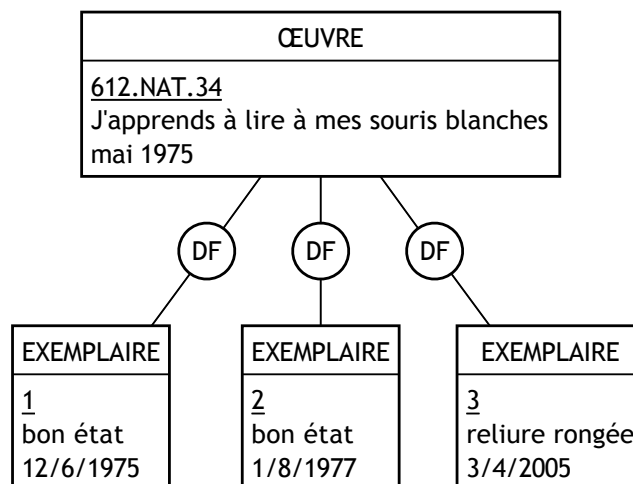 ŒUVRE
612.NAT.34
J'apprends à lire à mes souris blanches
mai 1975
DF
DF
DF
EXEMPLAIRE
1
bon état
12/6/1975
EXEMPLAIRE
2
bon état
1/8/1977
EXEMPLAIRE
3
reliure rongée
3/4/2005